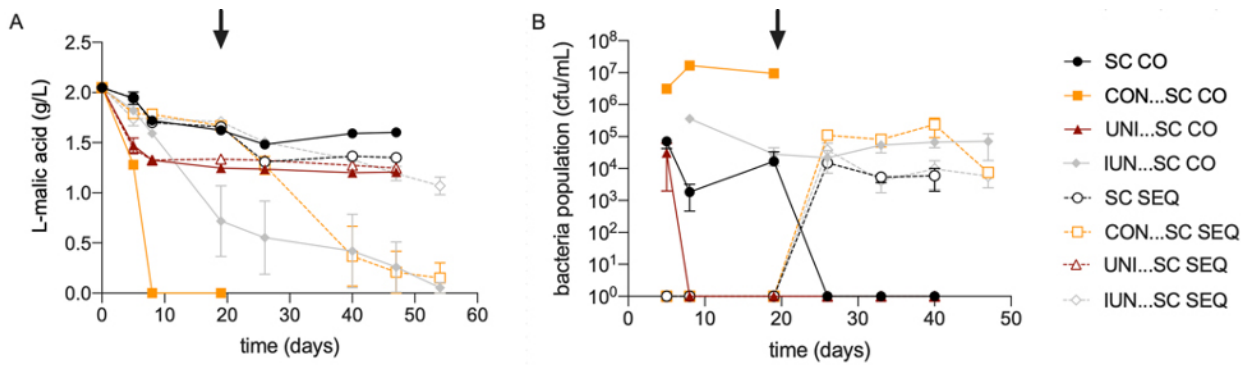 A
L-malic acid (g/L)
2.5
2.0
1.5
1.0
0.5
0.0
0 10 20 30 40 50 60
time (days)
B
bacteria population (cfu/mL)
10⁸
10⁷
10⁶
10⁵
10⁴
10³
10²
10¹
10⁰
0 10 20 30 40 50
time (days)
SC CO
CON...SC CO
UNI...SC CO
IUN...SC CO
SC SEQ
CON...SC SEQ
UNI...SC SEQ
IUN...SC SEQ